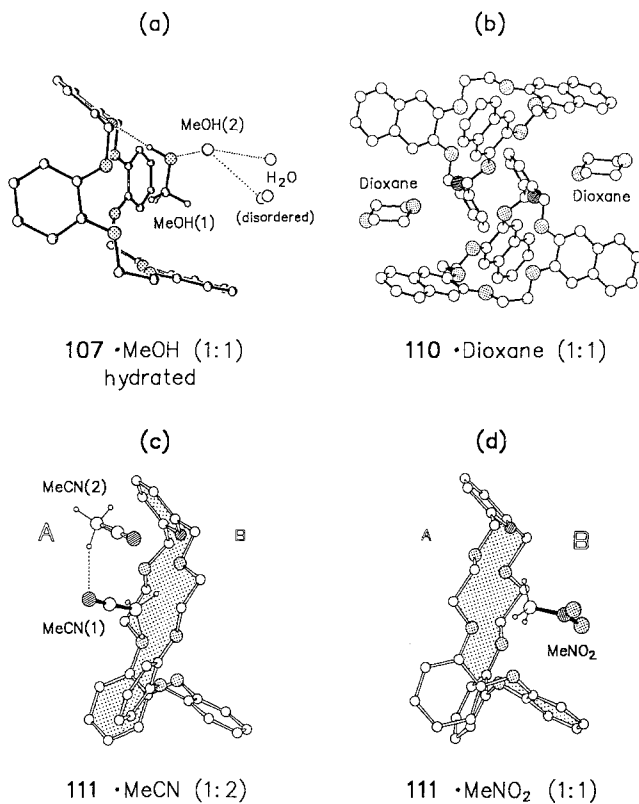 (a)
(b)
MeOH(2)
H₂O
(disordered)
MeOH(1)
Dioxane
Dioxane
107 ·MeOH (1:1)
hydrated
110 ·Dioxane (1:1)
(c)
(d)
MeCN(2)
A
B
MeCN(1)
A
B
MeNO₂
111 ·MeCN (1:2)
111 ·MeNO₂ (1:1)